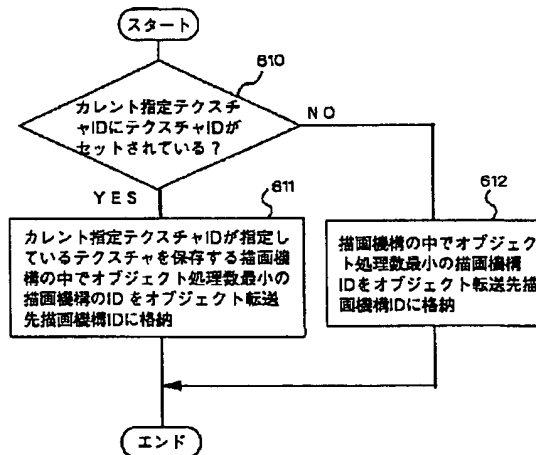 スタート
610
カレント指定テクスチ
ャIDにテクスチャIDが
セットされている？
NO
YES
611
カレント指定テクスチャIDが指定し
ているテクスチャを保存する描画機
構の中でオブジェクト処理数最小の
描画機構のID をオブジェクト転送
先描画機構IDに格納
612
描画機構の中でオブジェク
ト処理数最小の描画機構
IDをオブジェクト転送先描
画機構IDに格納
エンド